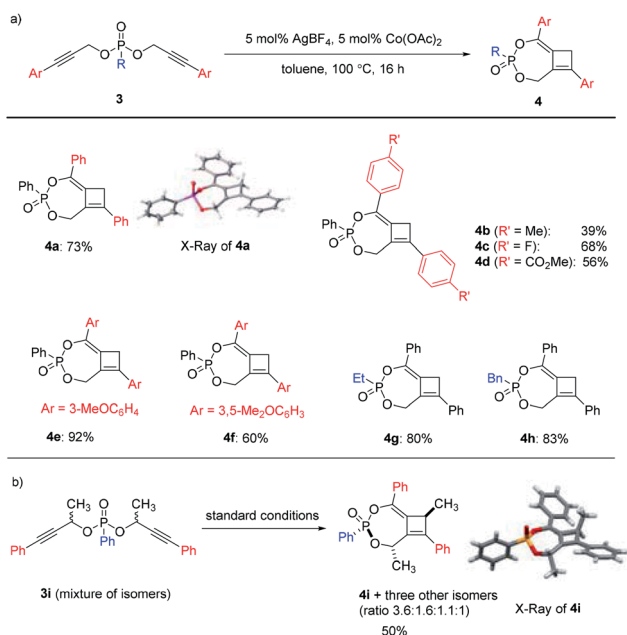 a)
Ar
O
O
P
O
R
Ar
3
5 mol% AgBF4, 5 mol% Co(OAc)2
toluene, 100 °C, 16 h
Ar
R
O
P
O
O
Ar
4
Ph
Ph
O
P
O
O
Ph
4a: 73%
X-Ray of 4a
R'
Ph
O
P
O
O
R'
4b (R' = Me): 39%
4c (R' = F): 68%
4d (R' = CO2Me): 56%
Ar
Ph
O
P
O
O
Ar
Ar = 3-MeOC6H4
4e: 92%
Ar
Ph
O
P
O
O
Ar
Ar = 3,5-Me2OC6H3
4f: 60%
Ph
Et
O
P
O
O
Ph
4g: 80%
Ph
Bn
O
P
O
O
Ph
4h: 83%
b)
CH3
O
CH3
O
P
O
Ph
Ph
Ph
3i (mixture of isomers)
standard conditions
Ph
CH3
O
P
Ph
O
O
Ph
CH3
4i + three other isomers
(ratio 3.6:1.6:1.1:1)
50%
X-Ray of 4i